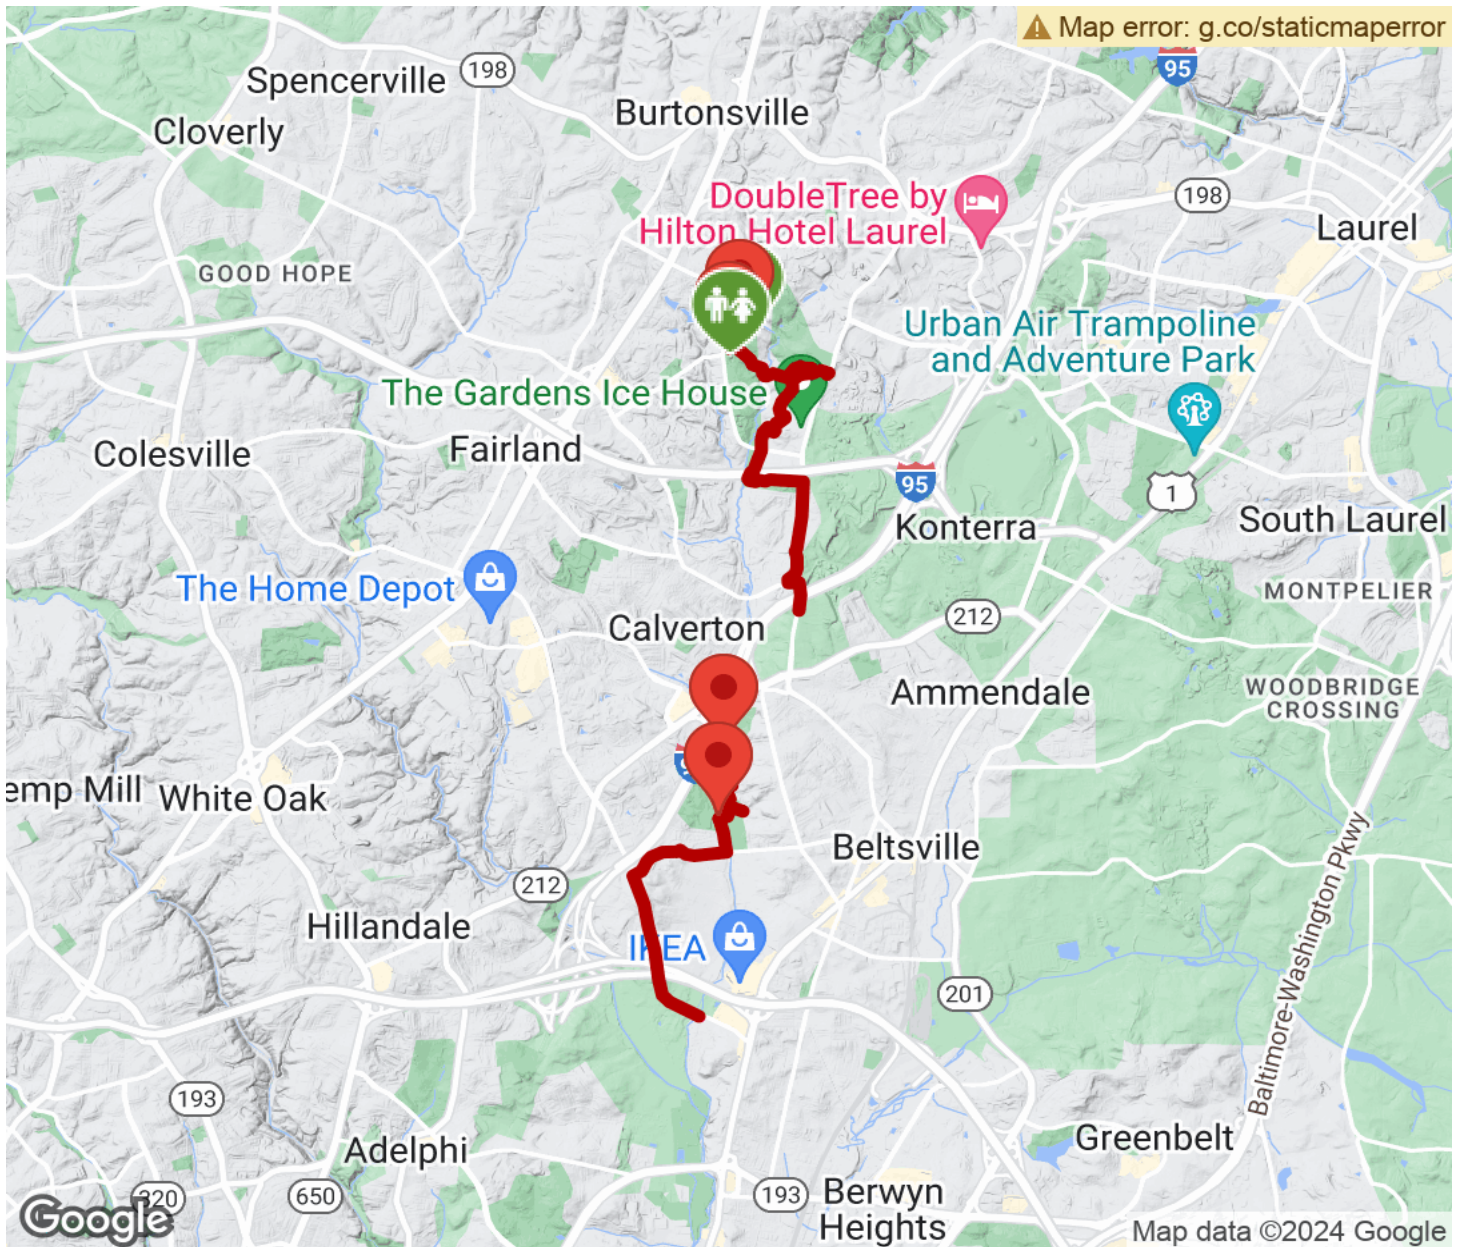 Map error: g.co/staticmaperror
95
Spencerville
198
Burtonsville
Cloverly
DoubleTree by
Hilton Hotel Laurel
198
Laurel
GOOD HOPE
Urban Air Trampoline
and Adventure Park
The Gardens Ice House
Fairland
Colesville
95
1
Konterra
South Laurel
The Home Depot
MONTPELIER
212
Calverton
Ammendale
WOODBRIDGE
CROSSING
emp Mill
White Oak
Beltsville
212
Hillandale
IKEA
201
Baltimore-Washington Pkwy
193
Adelphi
Greenbelt
320
650
193
Berwyn
Heights
Google
Map data ©2024 Google